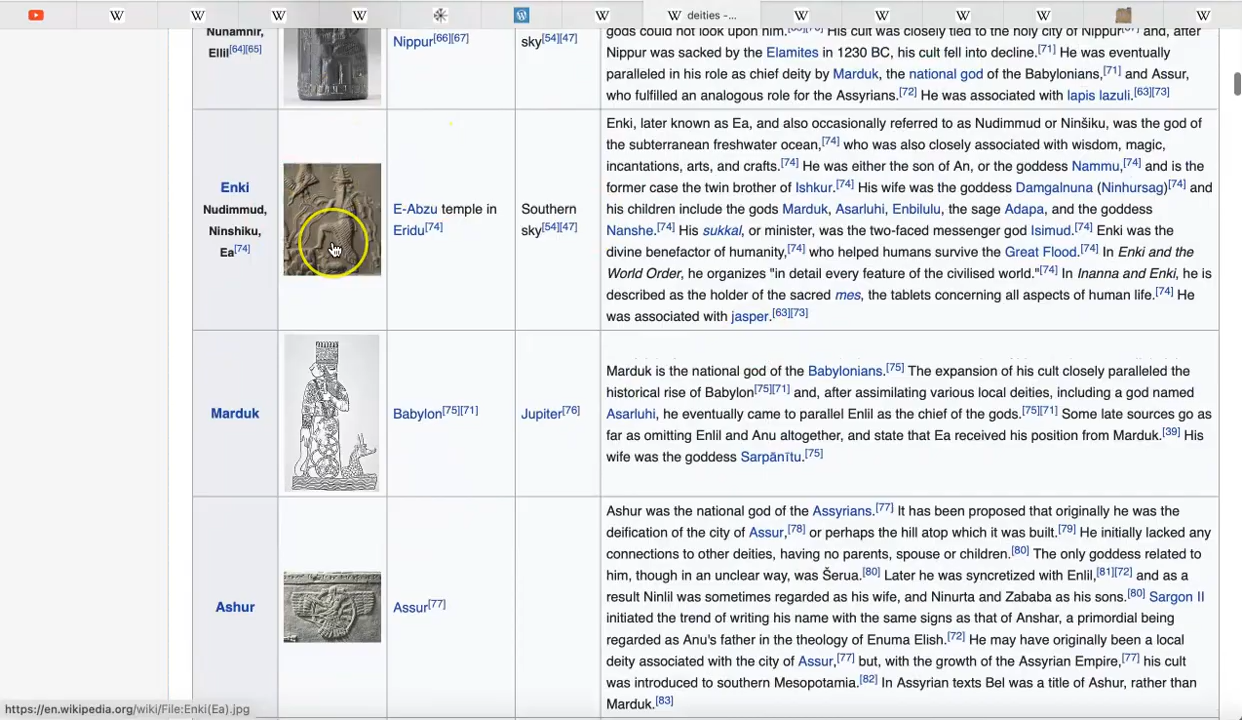 deities -...
Nunamnir,
Ellil[64][65]
Nippur[66][67]
sky[54][47]
gods could not look upon him. His cult was closely tied to the holy city of Nippur and, after
Nippur was sacked by the Elamites in 1230 BC, his cult fell into decline.[71] He was eventually
paralleled in his role as chief deity by Marduk, the national god of the Babylonians,[71] and Assur,
who fulfilled an analogous role for the Assyrians.[72] He was associated with lapis lazuli.[63][73]
Enki
Nudimmud,
Ninshiku,
Ea[74]
E-Abzu temple in
Eridu[74]
Southern
sky[54][47]
Enki, later known as Ea, and also occasionally referred to as Nudimmud or Ninšiku, was the god of
the subterranean freshwater ocean,[74] who was also closely associated with wisdom, magic,
incantations, arts, and crafts.[74] He was either the son of An, or the goddess Nammu,[74] and is the
former case the twin brother of Ishkur.[74] His wife was the goddess Damgalnuna (Ninhursag)[74] and
his children include the gods Marduk, Asarluhi, Enbilulu, the sage Adapa, and the goddess
Nanshe.[74] His sukkal, or minister, was the two-faced messenger god Isimud.[74] Enki was the
divine benefactor of humanity,[74] who helped humans survive the Great Flood.[74] In Enki and the
World Order, he organizes "in detail every feature of the civilised world."[74] In Inanna and Enki, he is
described as the holder of the sacred mes, the tablets concerning all aspects of human life.[74] He
was associated with jasper.[63][73]
Marduk
Babylon[75][71]
Jupiter[76]
Marduk is the national god of the Babylonians.[75] The expansion of his cult closely paralleled the
historical rise of Babylon[75][71] and, after assimilating various local deities, including a god named
Asarluhi, he eventually came to parallel Enlil as the chief of the gods.[75][71] Some late sources go as
far as omitting Enlil and Anu altogether, and state that Ea received his position from Marduk.[39] His
wife was the goddess Sarpānītu.[75]
Ashur
Assur[77]
Ashur was the national god of the Assyrians.[77] It has been proposed that originally he was the
deification of the city of Assur,[78] or perhaps the hill atop which it was built.[79] He initially lacked any
connections to other deities, having no parents, spouse or children.[80] The only goddess related to
him, though in an unclear way, was Šerua.[80] Later he was syncretized with Enlil,[81][72] and as a
result Ninlil was sometimes regarded as his wife, and Ninurta and Zababa as his sons.[80] Sargon II
initiated the trend of writing his name with the same signs as that of Anshar, a primordial being
regarded as Anu's father in the theology of Enuma Elish.[72] He may have originally been a local
deity associated with the city of Assur,[77] but, with the growth of the Assyrian Empire,[77] his cult
was introduced to southern Mesopotamia.[82] In Assyrian texts Bel was a title of Ashur, rather than
Marduk.[83]
https://en.wikipedia.org/wiki/File:Enki(Ea).jpg